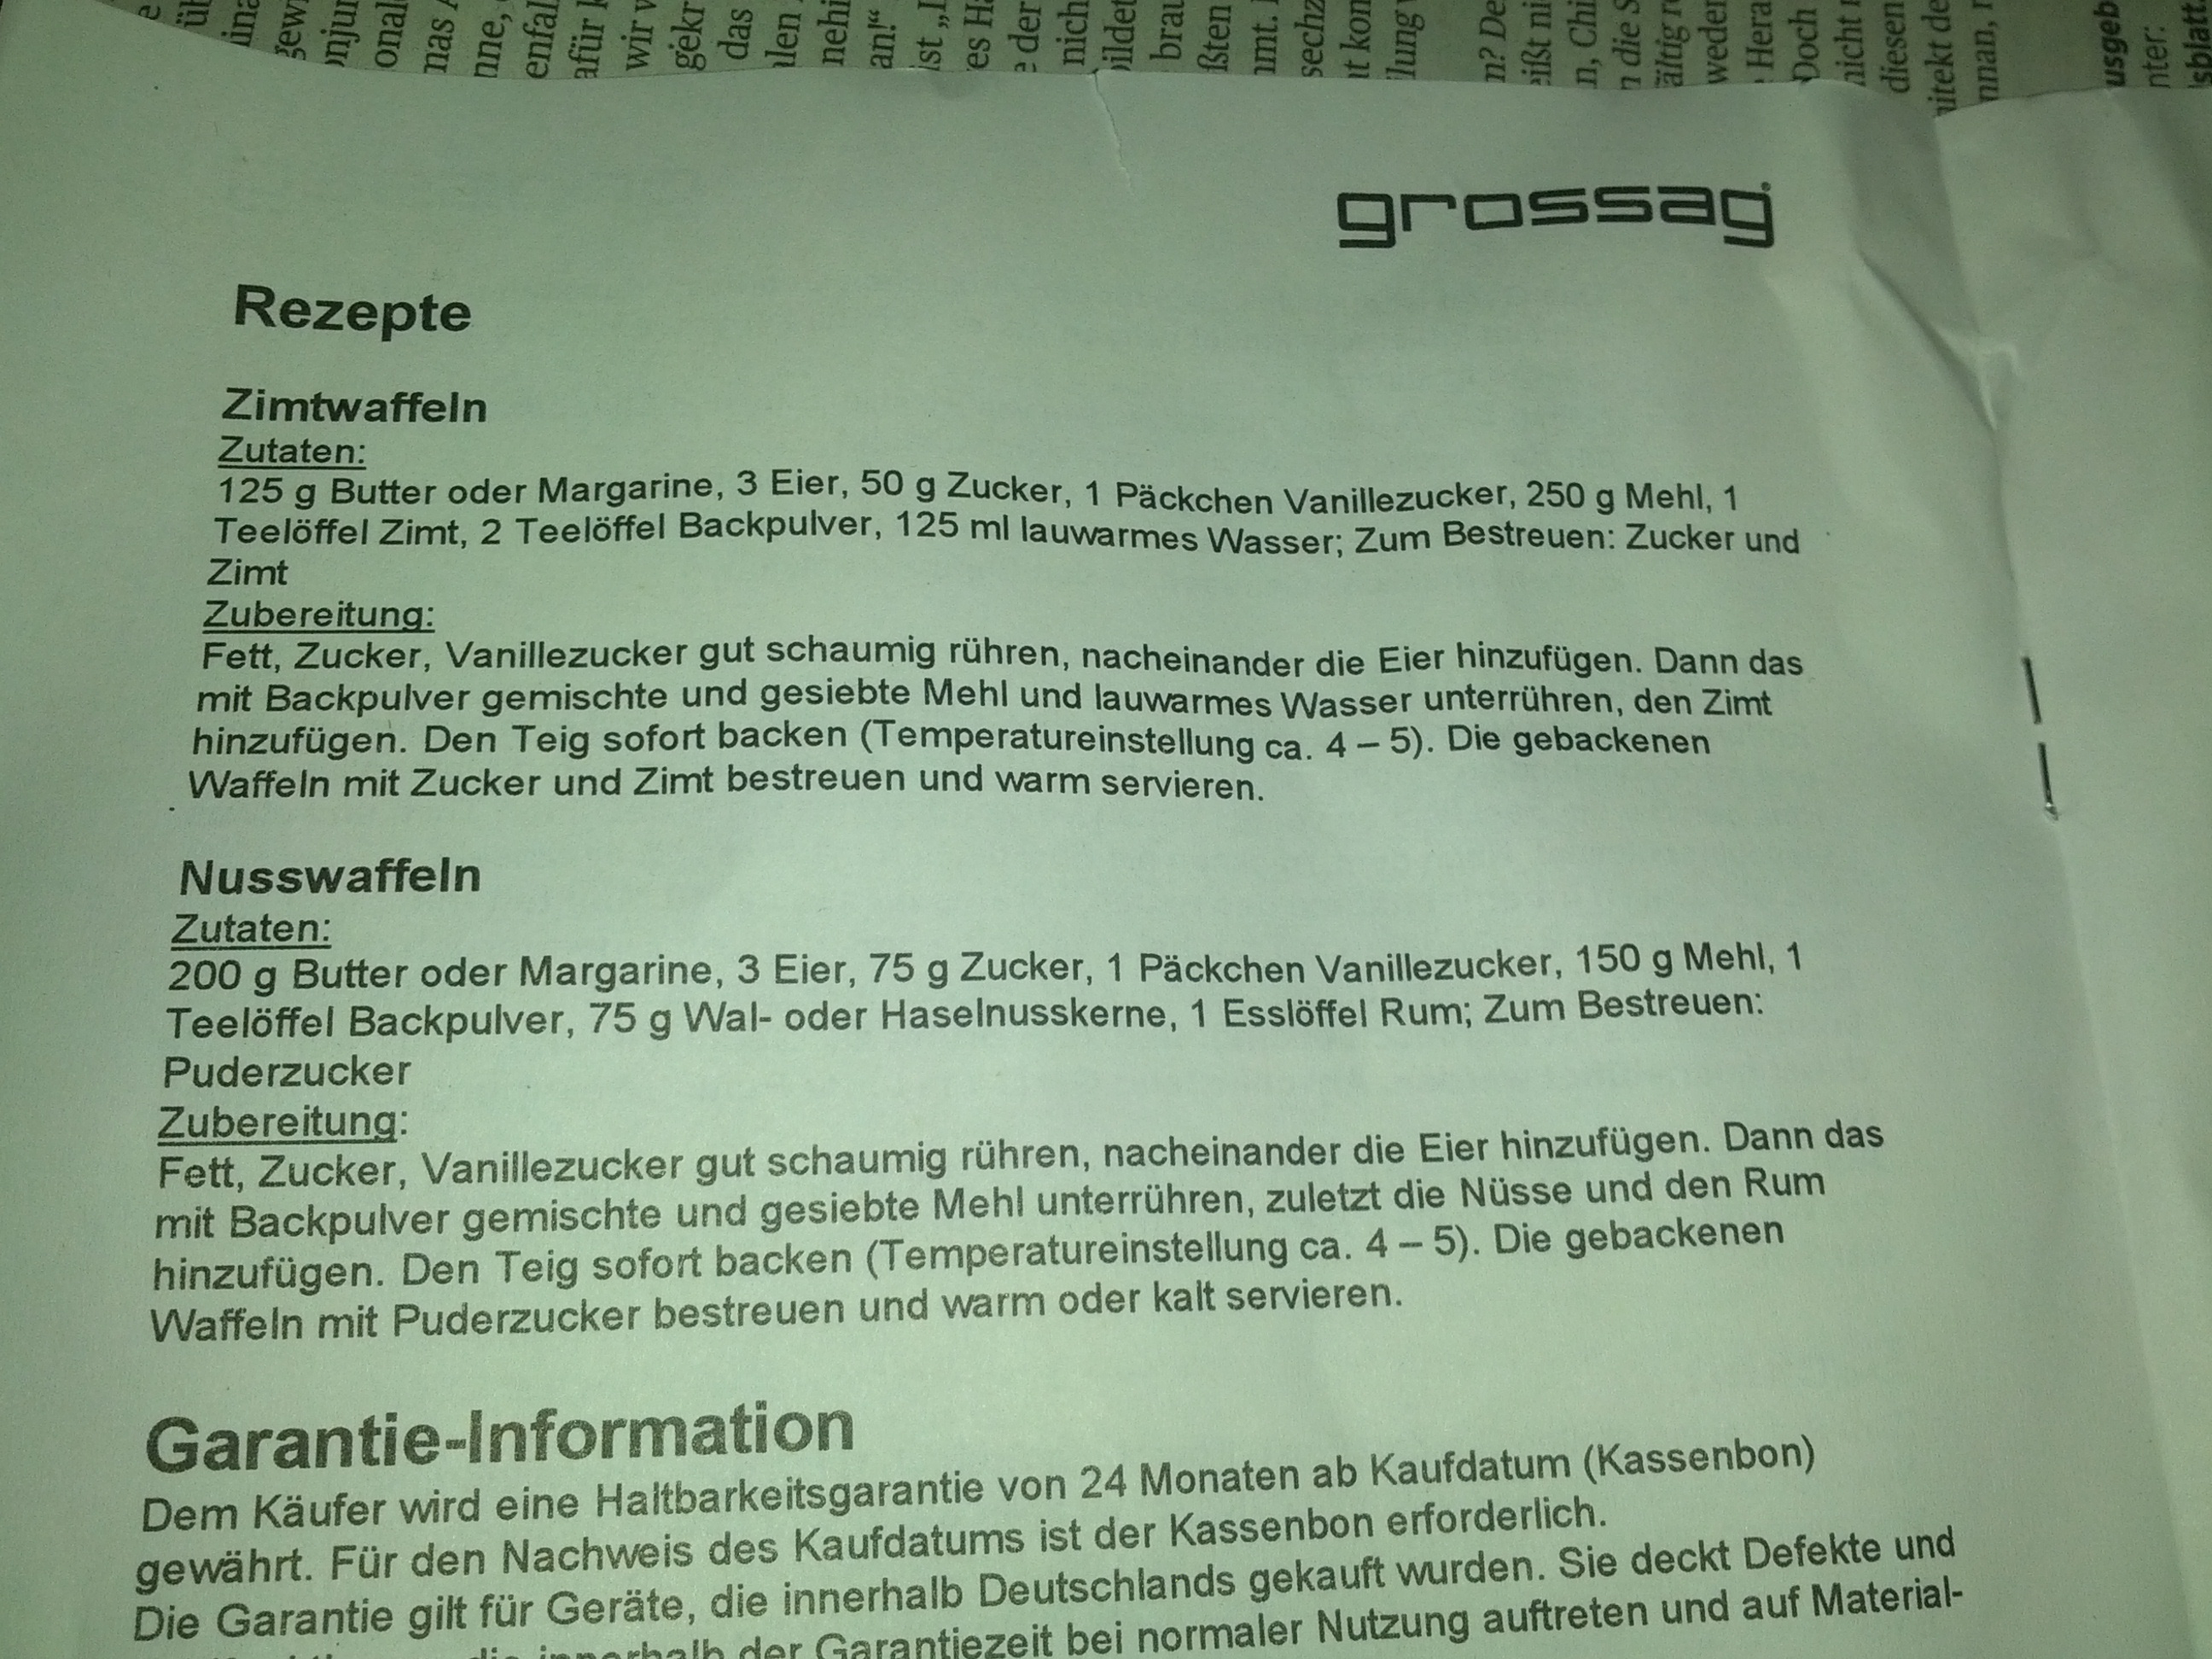 grossag
Rezepte
Zimtwaffeln
Zutaten:
125 g Butter oder Margarine, 3 Eier, 50 g Zucker, 1 Päckchen Vanillezucker, 250 g Mehl, 1
Teelöffel Zimt, 2 Teelöffel Backpulver, 125 ml lauwarmes Wasser; Zum Bestreuen: Zucker und
Zimt
Zubereitung:
Fett, Zucker, Vanillezucker gut schaumig rühren, nacheinander die Eier hinzufügen. Dann das
mit Backpulver gemischte und gesiebte Mehl und lauwarmes Wasser unterrühren, den Zimt
hinzufügen. Den Teig sofort backen (Temperatureinstellung ca. 4 – 5). Die gebackenen
Waffeln mit Zucker und Zimt bestreuen und warm servieren.
Nusswaffeln
Zutaten:
200 g Butter oder Margarine, 3 Eier, 75 g Zucker, 1 Päckchen Vanillezucker, 150 g Mehl, 1
Teelöffel Backpulver, 75 g Wal- oder Haselnusskerne, 1 Esslöffel Rum; Zum Bestreuen:
Puderzucker
Zubereitung:
Fett, Zucker, Vanillezucker gut schaumig rühren, nacheinander die Eier hinzufügen. Dann das
mit Backpulver gemischte und gesiebte Mehl unterrühren, zuletzt die Nüsse und den Rum
hinzufügen. Den Teig sofort backen (Temperatureinstellung ca. 4 – 5). Die gebackenen
Waffeln mit Puderzucker bestreuen und warm oder kalt servieren.
Garantie-Information
Dem Käufer wird eine Haltbarkeitsgarantie von 24 Monaten ab Kaufdatum (Kassenbon)
gewährt. Für den Nachweis des Kaufdatums ist der Kassenbon erforderlich.
Die Garantie gilt für Geräte, die innerhalb Deutschlands gekauft wurden. Sie deckt Defekte und
die innerhalb der Garantiezeit bei normaler Nutzung auftreten und auf Material-